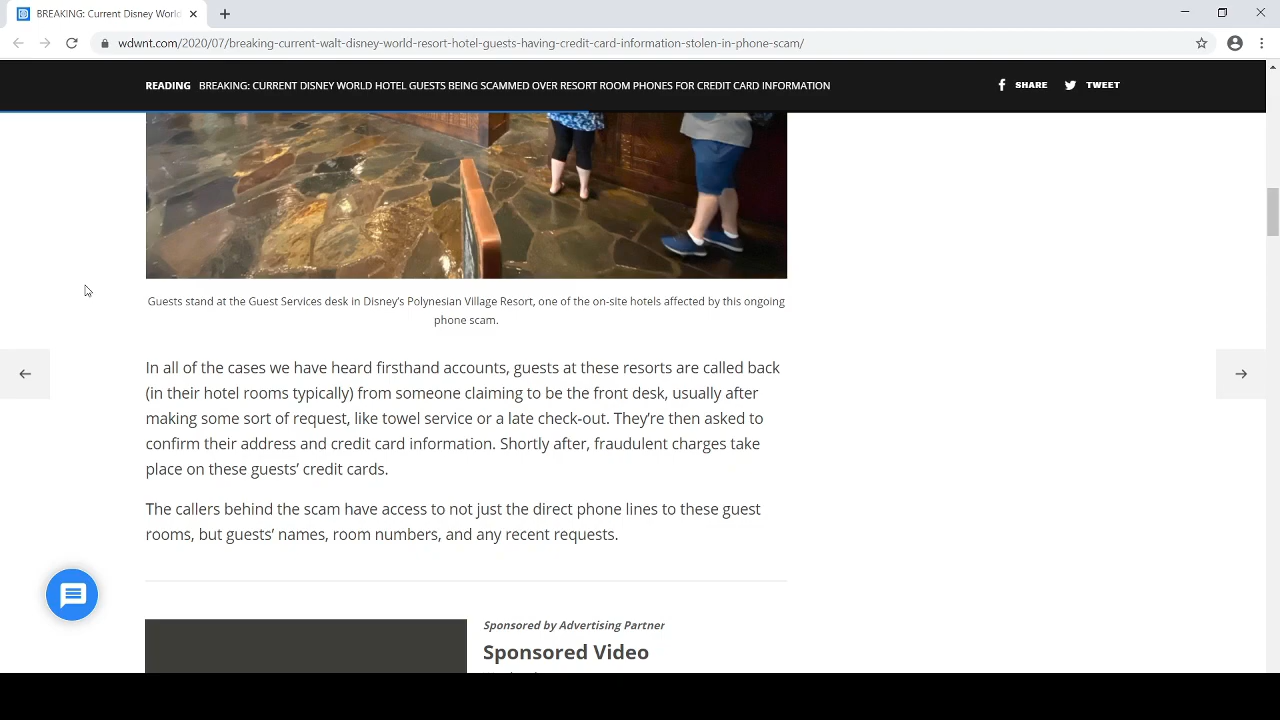 BREAKING: Current Disney World
wdwnt.com/2020/07/breaking-current-walt-disney-world-resort-hotel-guests-having-credit-card-information-stolen-in-phone-scam/
READING BREAKING: CURRENT DISNEY WORLD HOTEL GUESTS BEING SCAMMED OVER RESORT ROOM PHONES FOR CREDIT CARD INFORMATION SHARE TWEET
Guests stand at the Guest Services desk in Disney's Polynesian Village Resort, one of the on-site hotels affected by this ongoing
phone scam.
In all of the cases we have heard firsthand accounts, guests at these resorts are called back
(in their hotel rooms typically) from someone claiming to be the front desk, usually after
making some sort of request, like towel service or a late check-out. They're then asked to
confirm their address and credit card information. Shortly after, fraudulent charges take
place on these guests' credit cards.
The callers behind the scam have access to not just the direct phone lines to these guest
rooms, but guests' names, room numbers, and any recent requests.
Sponsored by Advertising Partner
Sponsored Video